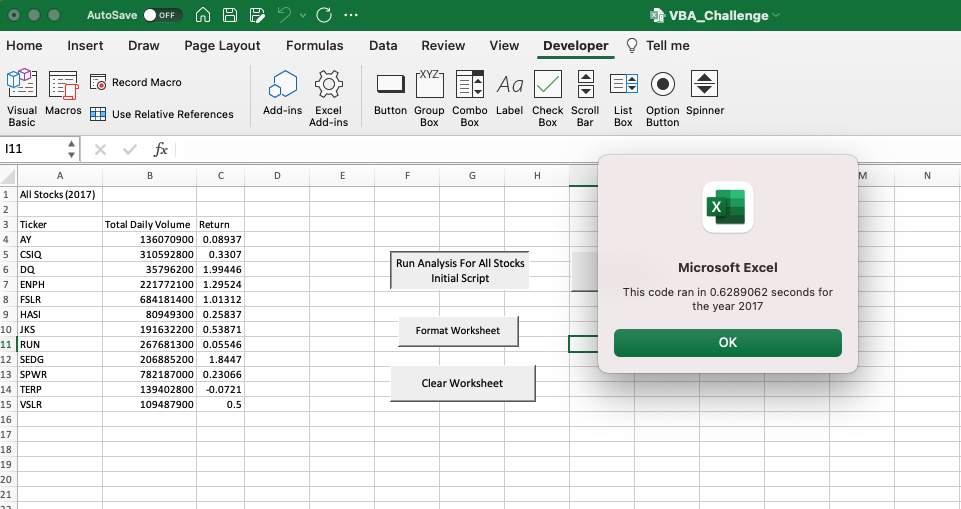 AutoSave OFF VBA_Challenge
Home Insert Draw Page Layout Formulas Data Review View Developer Tell me
Visual Basic
Macros
Record Macro
Use Relative References
Add-ins
Excel Add-ins
Button
Group Box
Combo Box
Label
Check Box
Scroll Bar
List Box
Option Button
Spinner
XYZ
Aa
I11 fx
A B C D E F G H M N
1 All Stocks (2017)
2
3 Ticker Total Daily Volume Return
4 AY 136070900 0.08937
5 CSIQ 310592800 0.3307
6 DQ 35796200 1.99446
7 ENPH 221772100 1.29524
8 FSLR 684181400 1.01312
9 HASI 80949300 0.25837
10 JKS 191632200 0.53871
11 RUN 267681300 0.05546
12 SEDG 206885200 1.8447
13 SPWR 782187000 0.23066
14 TERP 139402800 -0.0721
15 VSLR 109487900 0.5
16
17
18
19
20
21
Run Analysis For All Stocks
Initial Script
Format Worksheet
Clear Worksheet
X
Microsoft Excel
This code ran in 0.6289062 seconds for
the year 2017
OK